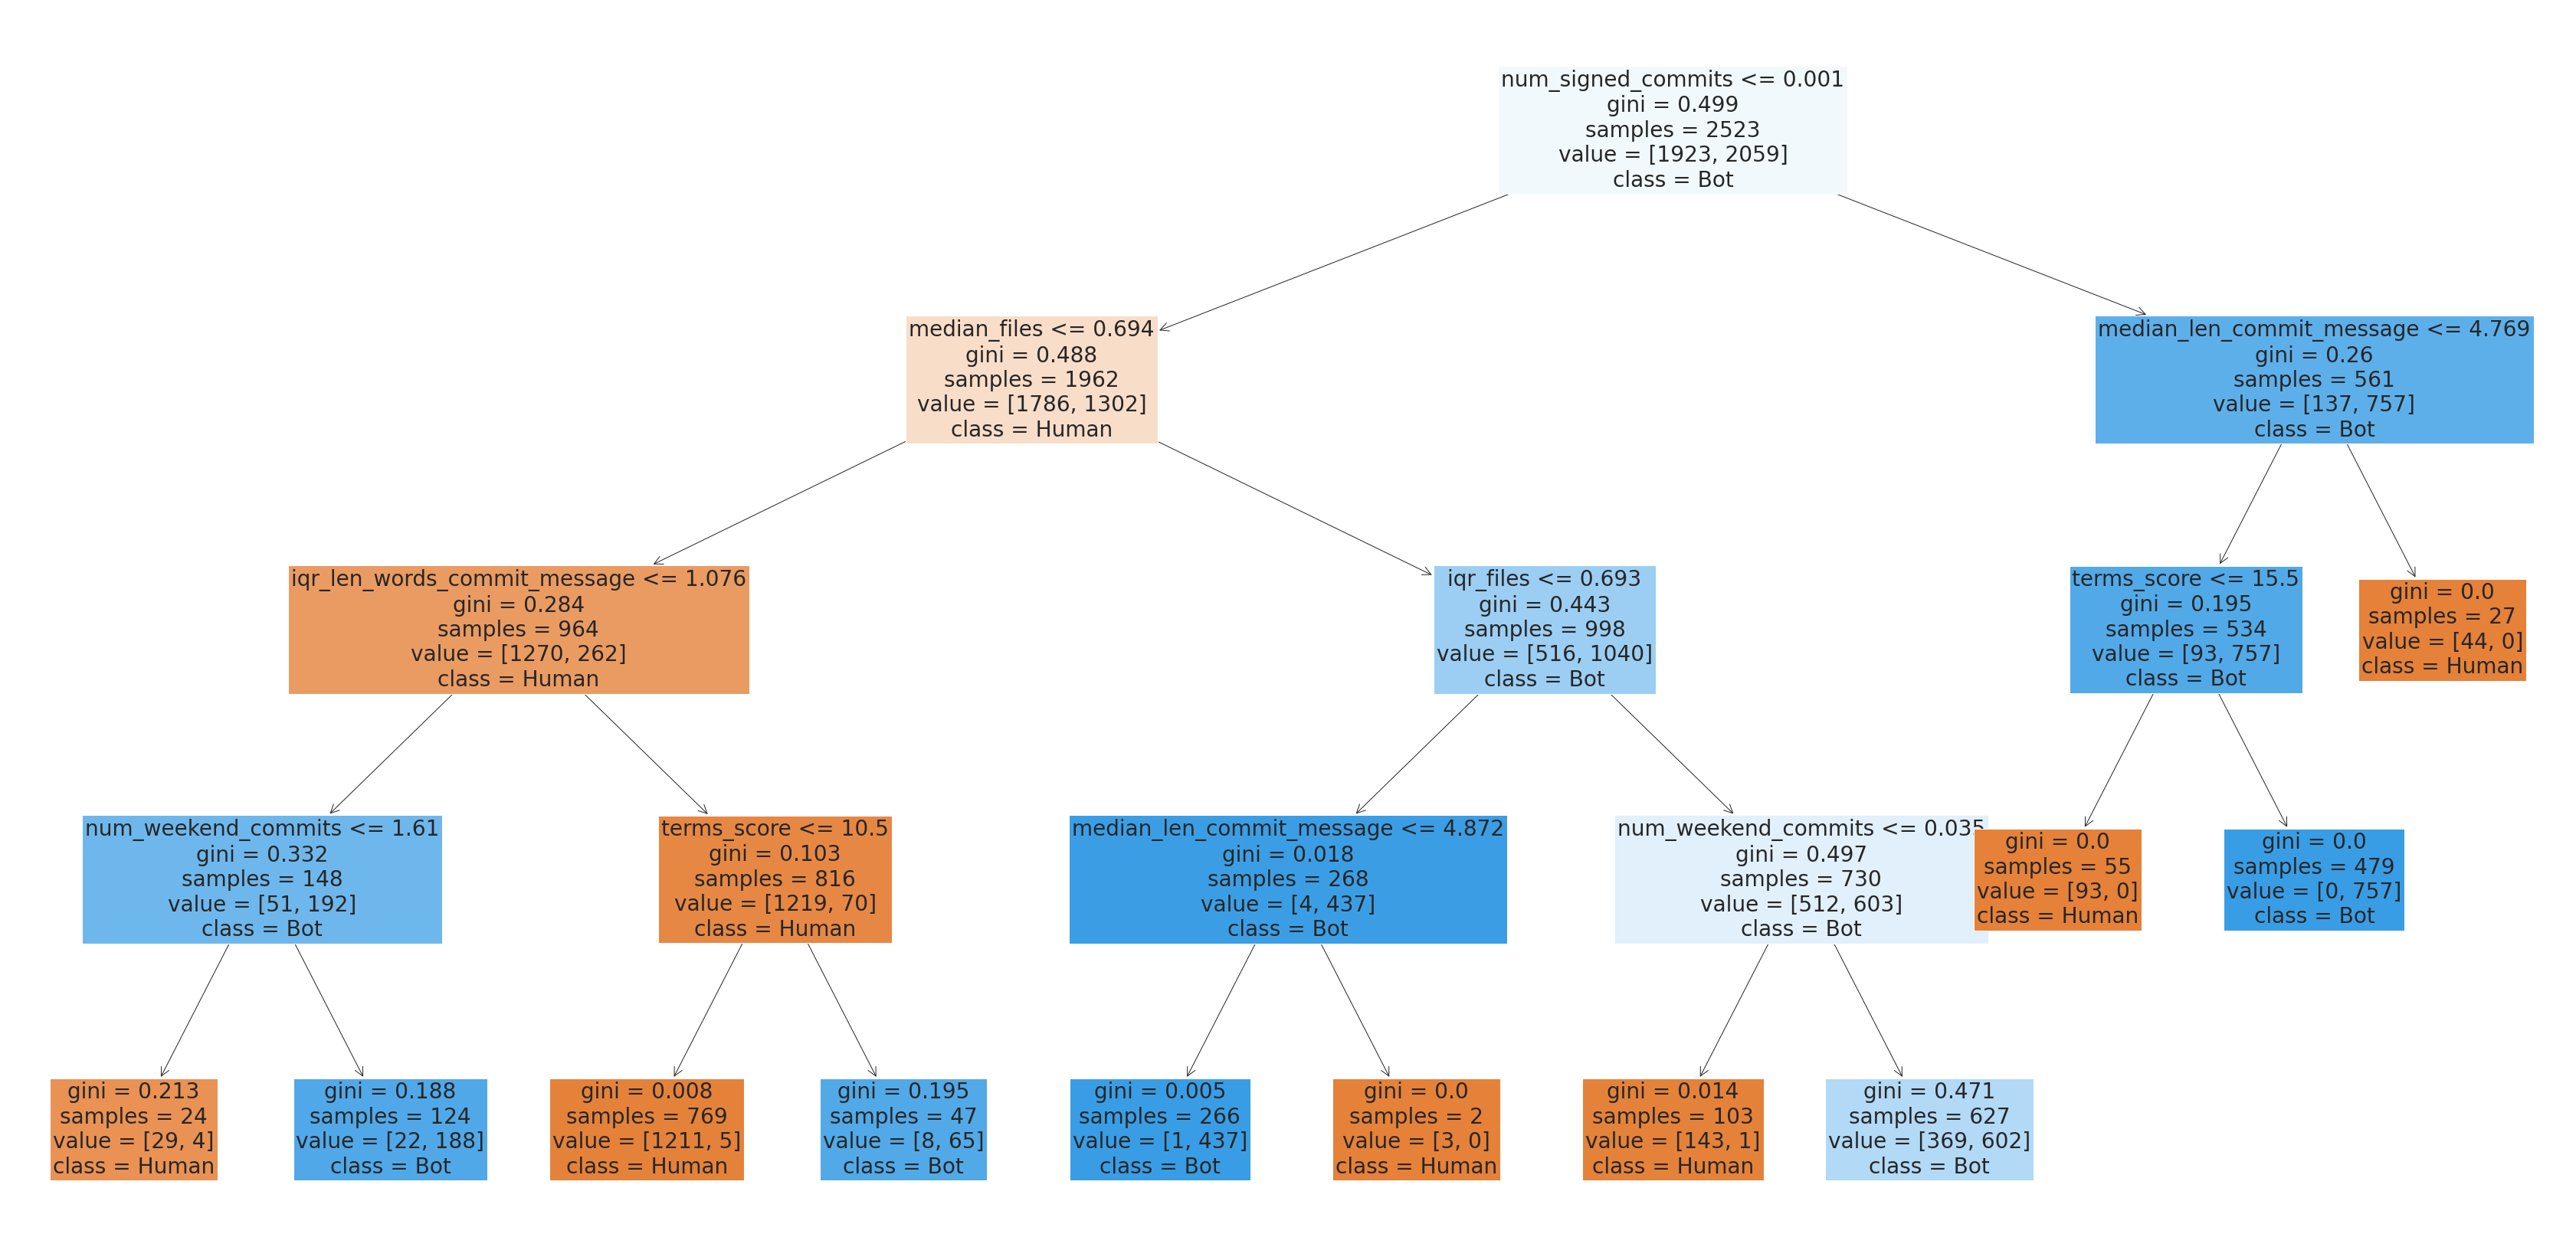 num_signed_commits <= 0.001
gini = 0.499
samples = 2523
value = [1923, 2059]
class = Bot
median_files <= 0.694
gini = 0.488
samples = 1962
value = [1786, 1302]
class = Human
median_len_commit_message <= 4.769
gini = 0.26
samples = 561
value = [137, 757]
class = Bot
iqr_len_words_commit_message <= 1.076
gini = 0.284
samples = 964
value = [1270, 262]
class = Human
iqr_files <= 0.693
gini = 0.443
samples = 998
value = [516, 1040]
class = Bot
terms_score <= 15.5
gini = 0.195
samples = 534
value = [93, 757]
class = Bot
gini = 0.0
samples = 27
value = [44, 0]
class = Human
num_weekend_commits <= 1.61
gini = 0.332
samples = 148
value = [51, 192]
class = Bot
terms_score <= 10.5
gini = 0.103
samples = 816
value = [1219, 70]
class = Human
median_len_commit_message <= 4.872
gini = 0.018
samples = 268
value = [4, 437]
class = Bot
num_weekend_commits <= 0.035
gini = 0.497
samples = 730
value = [512, 603]
class = Bot
gini = 0.0
samples = 55
value = [93, 0]
class = Human
gini = 0.0
samples = 479
value = [0, 757]
class = Bot
gini = 0.213
samples = 24
value = [29, 4]
class = Human
gini = 0.188
samples = 124
value = [22, 188]
class = Bot
gini = 0.008
samples = 769
value = [1211, 5]
class = Human
gini = 0.195
samples = 47
value = [8, 65]
class = Bot
gini = 0.005
samples = 266
value = [1, 437]
class = Bot
gini = 0.0
samples = 2
value = [3, 0]
class = Human
gini = 0.014
samples = 103
value = [143, 1]
class = Human
gini = 0.471
samples = 627
value = [369, 602]
class = Bot